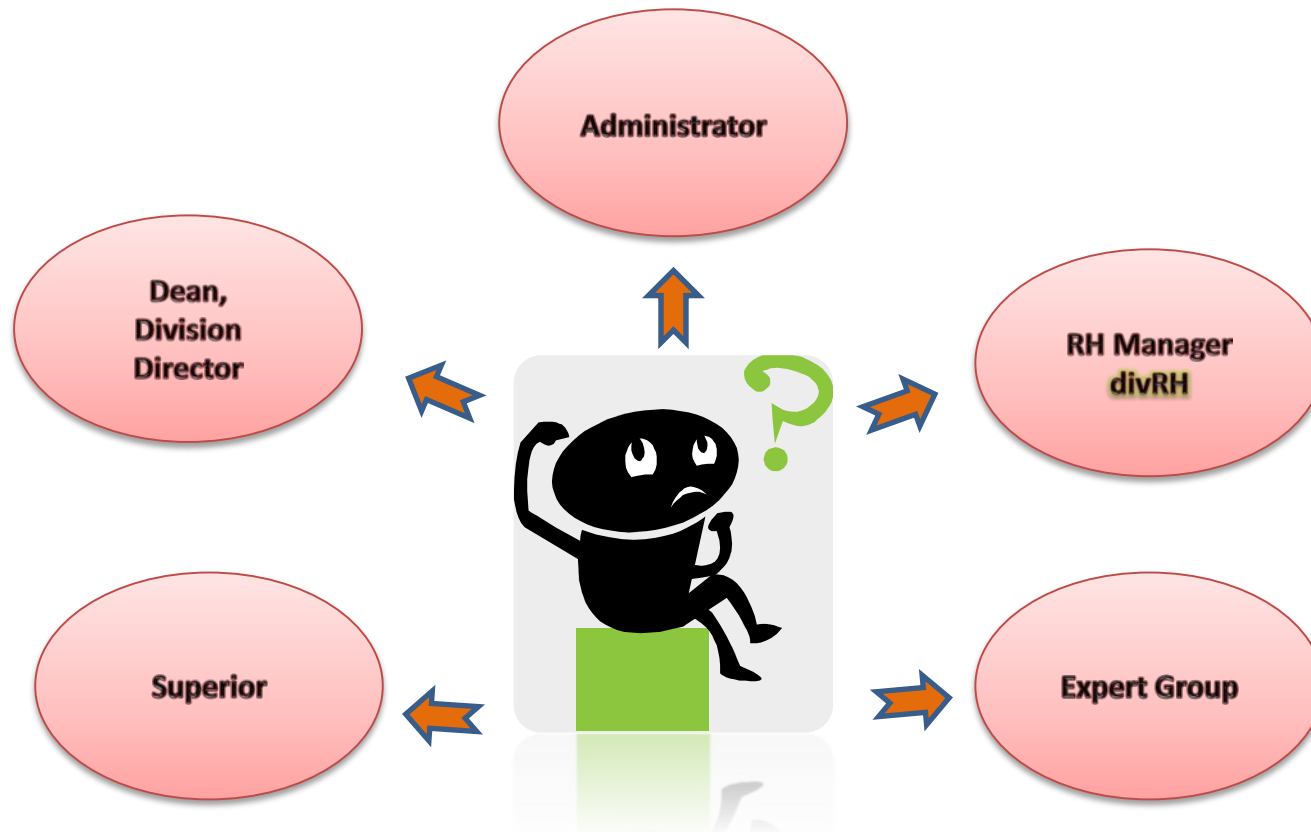 Administrator
Dean,
Division
Director
RH Manager
divRH
Superior
Expert Group
?